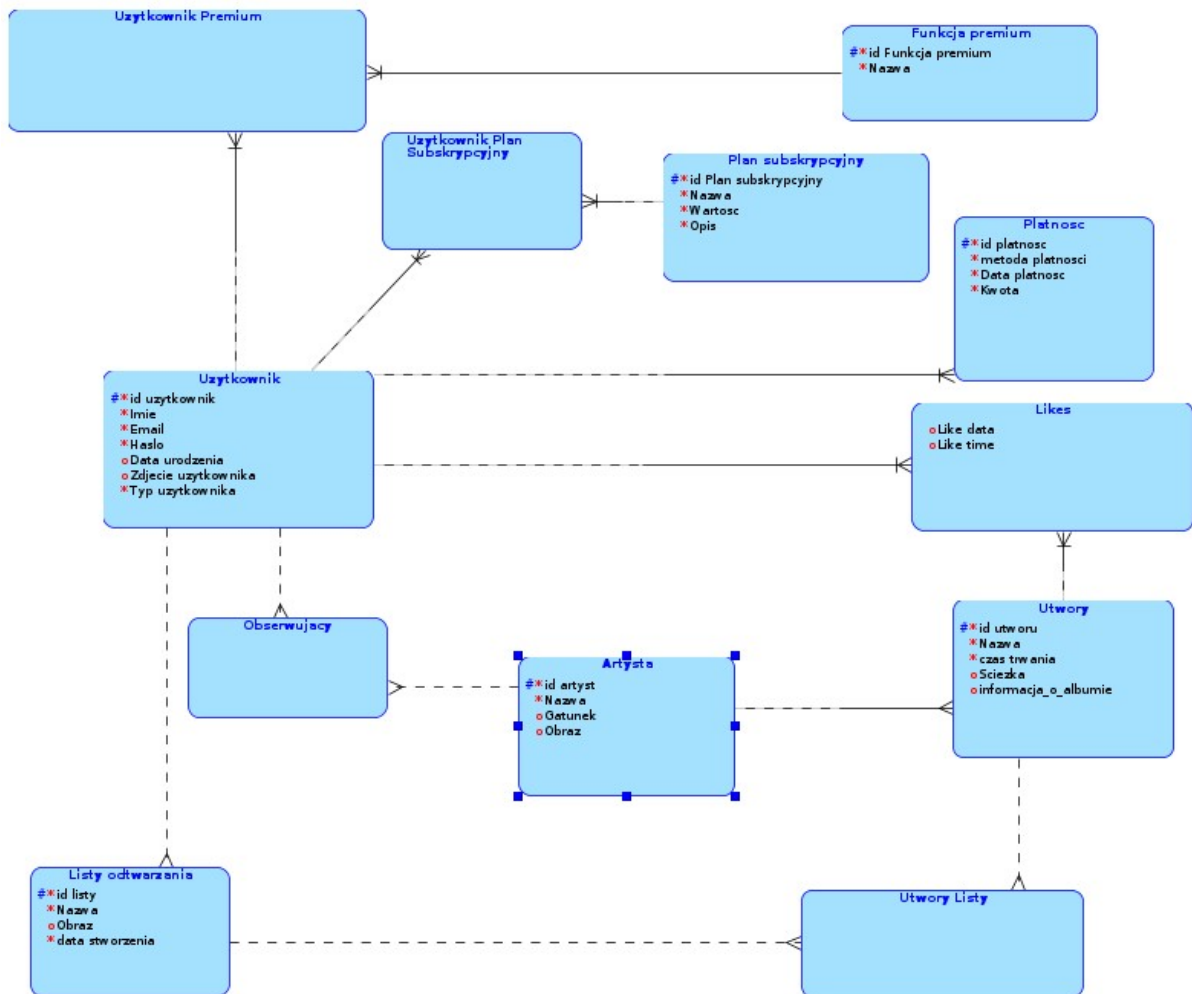 Uzytkownik Premium
Funkcja premium
#*id Funkcja premium
*Nazwa
Uzytkownik Plan
Subskrypcyjny
Plan subskrypcyjny
#*id Plan subskrypcyjny
*Nazwa
*Wartosc
*Opis
Platnosc
#*id platnosc
*metoda platnosci
*Data platnosc
*Kwota
Uzytkownik
#*id uzytkownik
*Imie
*Email
*Haslo
oData urodzenia
oZdjecie uzytkownika
*Typ uzytkownika
Likes
oLike data
oLike time
Obserwujacy
Artysta
#*id artyst
*Nazwa
oGatunek
oObraz
Utwory
#*id utworu
*Nazwa
*czas trwania
oSciezka
oinformacja_o_albumie
Listy odtwarzania
#*id listy
*Nazwa
oObraz
*data stworzenia
Utwory Listy